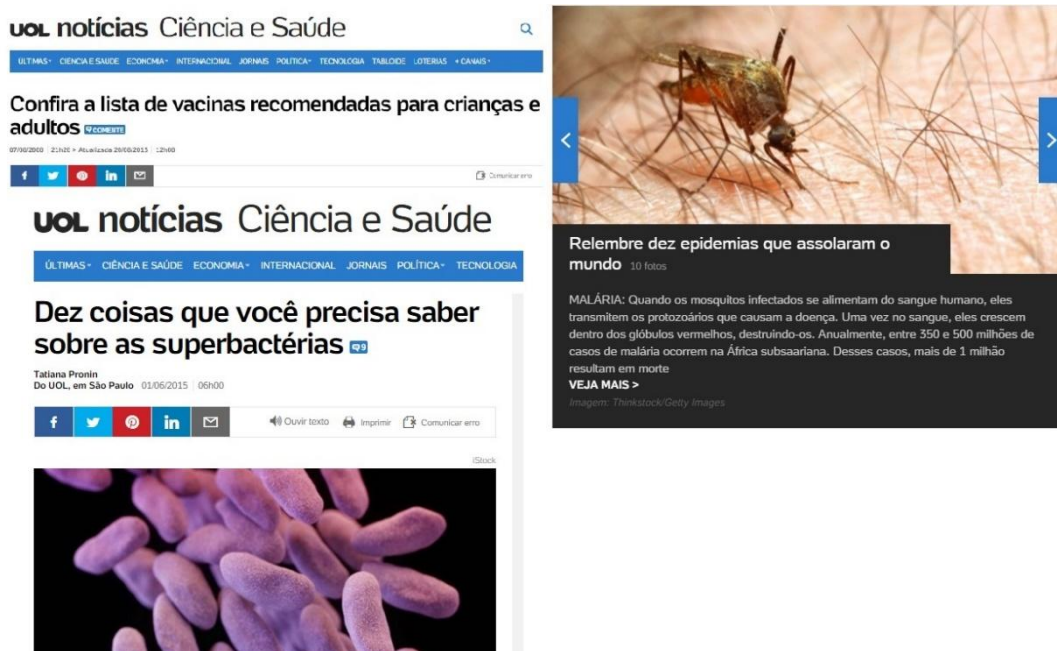 UOL notícias Ciência e Saúde
ÚLTIMAS CIÊNCIA E SAÚDE ECONOMIA INTERNACIONAL JORNAIS POLÍTICA TECNOLOGIA TABLOIDE LOTERIAS + CANAIS
Confira a lista de vacinas recomendadas para crianças e
adultos COMENTE
21h20 > Atualizada 12h00
Comunicar erro
UOL notícias Ciência e Saúde
ÚLTIMAS CIÊNCIA E SAÚDE ECONOMIA INTERNACIONAL JORNAIS POLÍTICA TECNOLOGIA
Dez coisas que você precisa saber
sobre as superbactérias 9
Tatiana Pronin
Do UOL, em São Paulo 01/06/2015 06h00
Ouvir texto Imprimir Comunicar erro
iStock
Relembre dez epidemias que assolaram o
mundo 10 fotos
MALÁRIA: Quando os mosquitos infectados se alimentam do sangue humano, eles
transmitem os protozoários que causam a doença. Uma vez no sangue, eles crescem
dentro dos glóbulos vermelhos, destruindo-os. Anualmente, entre 350 e 500 milhões de
casos de malária ocorrem na África subsaariana. Desses casos, mais de 1 milhão
resultam em morte
VEJA MAIS >
Imagem: Thinkstock/Getty Images